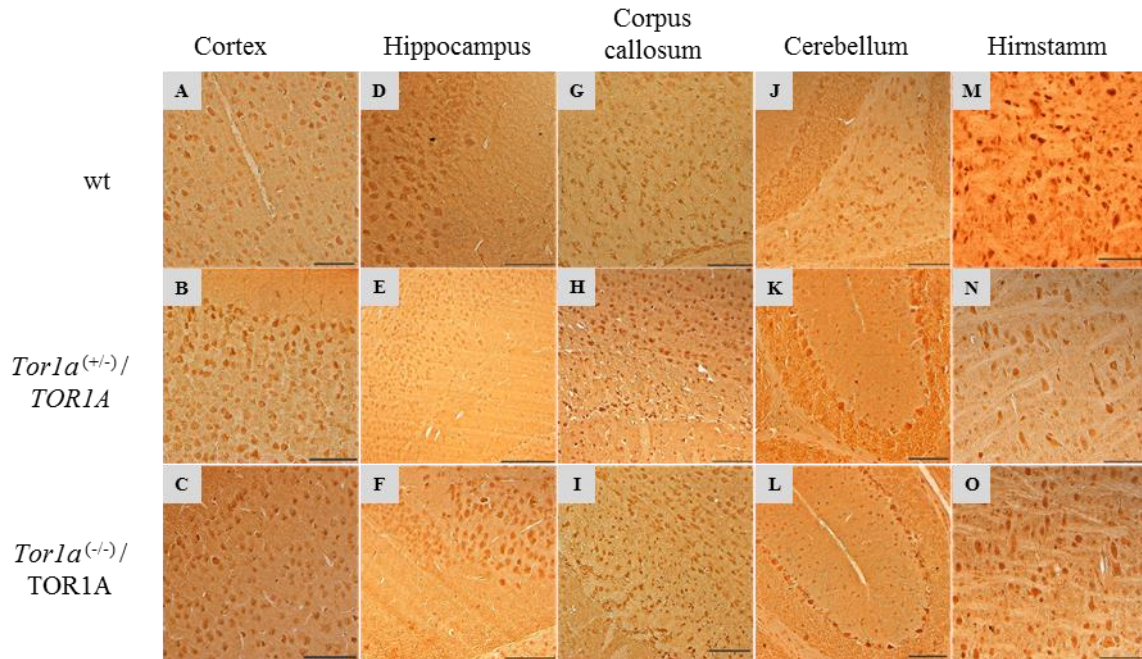 Cortex Hippocampus Corpus callosum Cerebellum Hirnstamm
wt
A D G J M
Tor1a(+/-)/
TOR1A
B E H K N
Tor1a(-/-)/
TOR1A
C F I L O